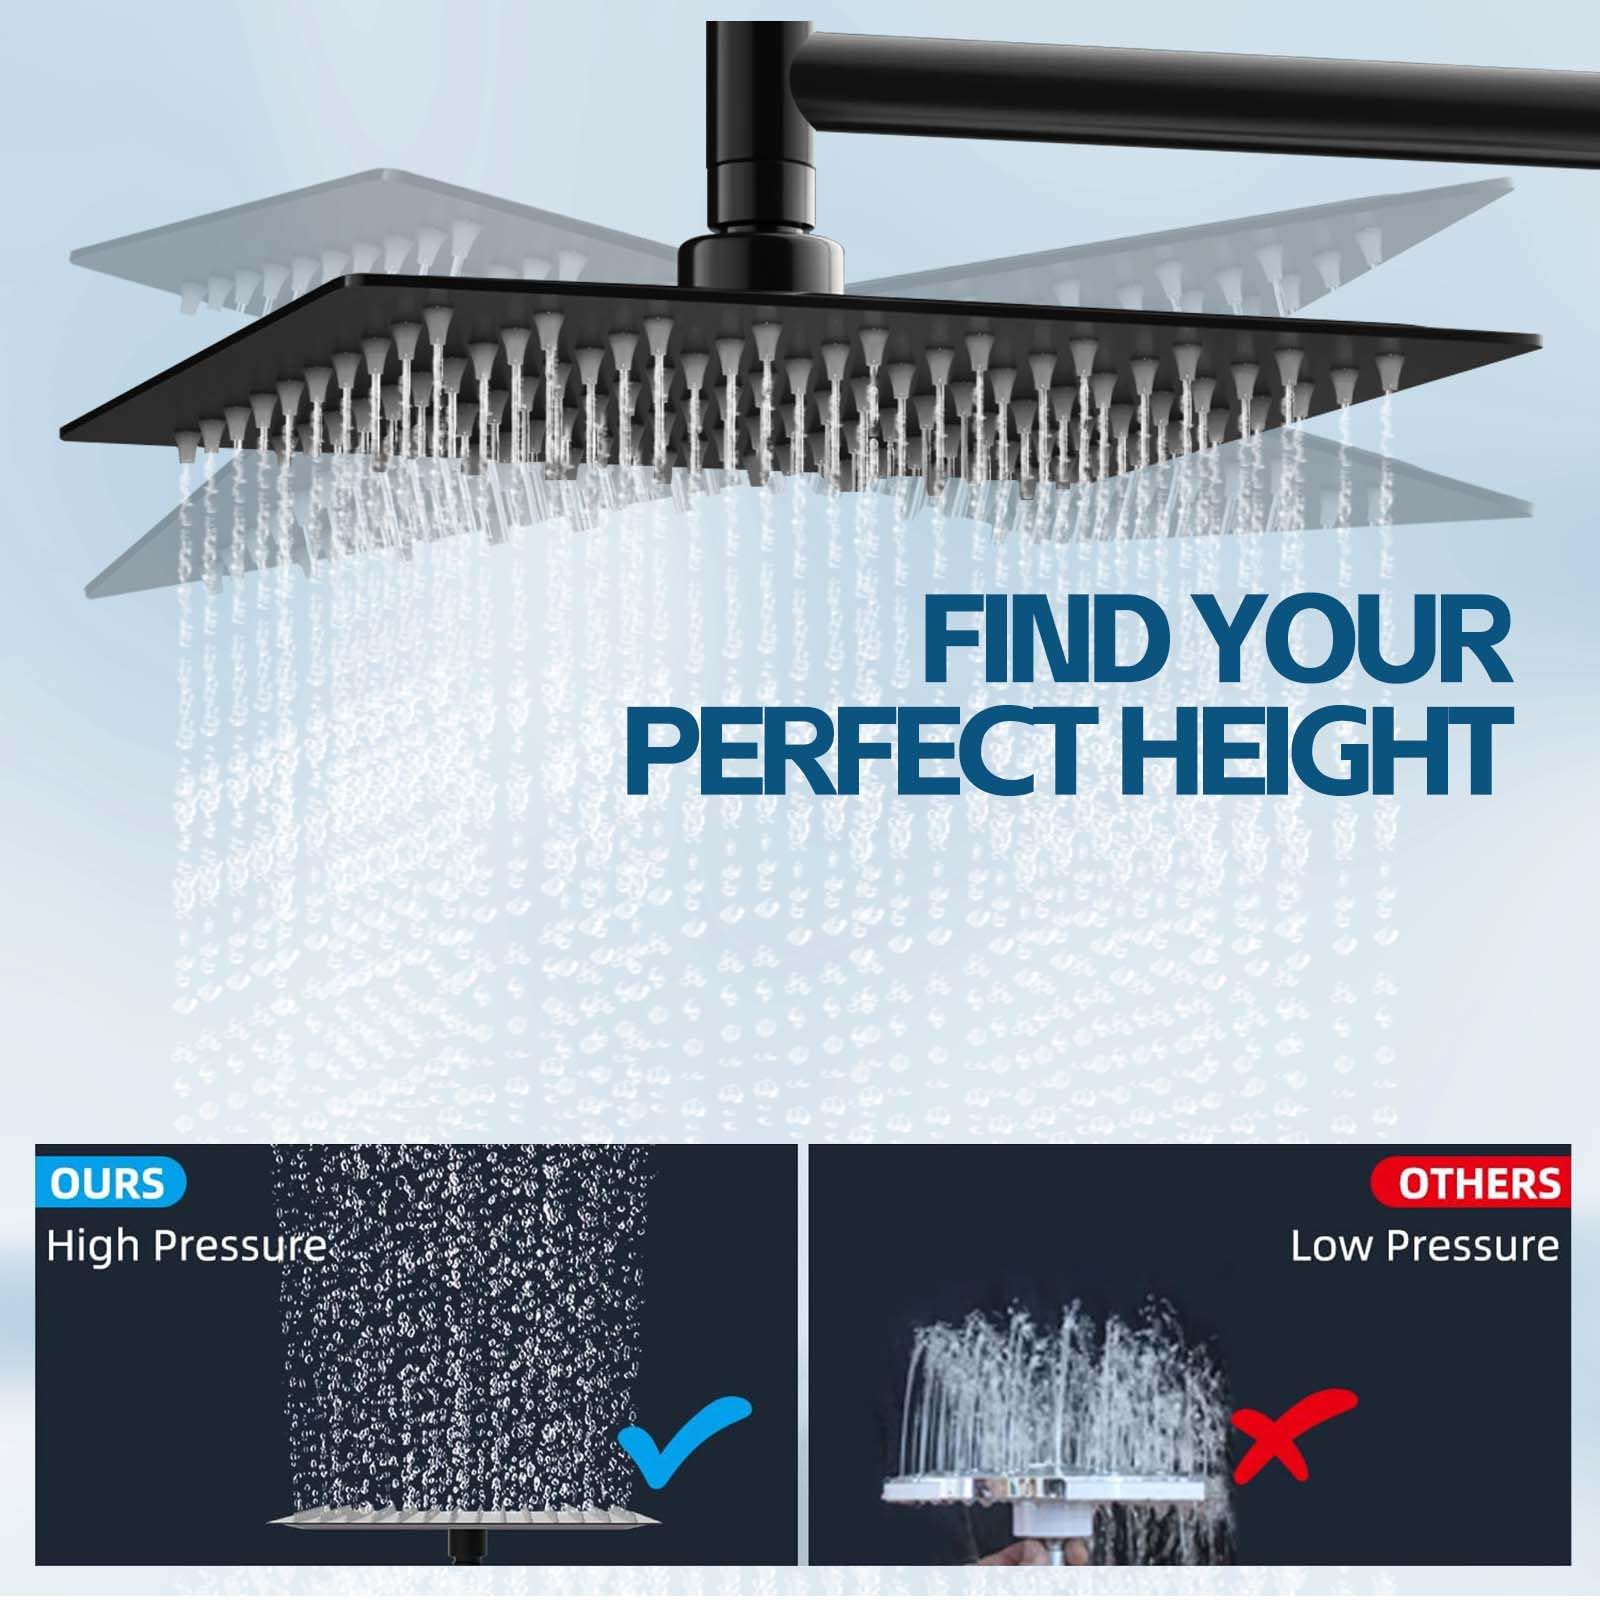 FIND YOUR
PERFECT HEIGHT
OURS
High Pressure
OTHERS
Low Pressure